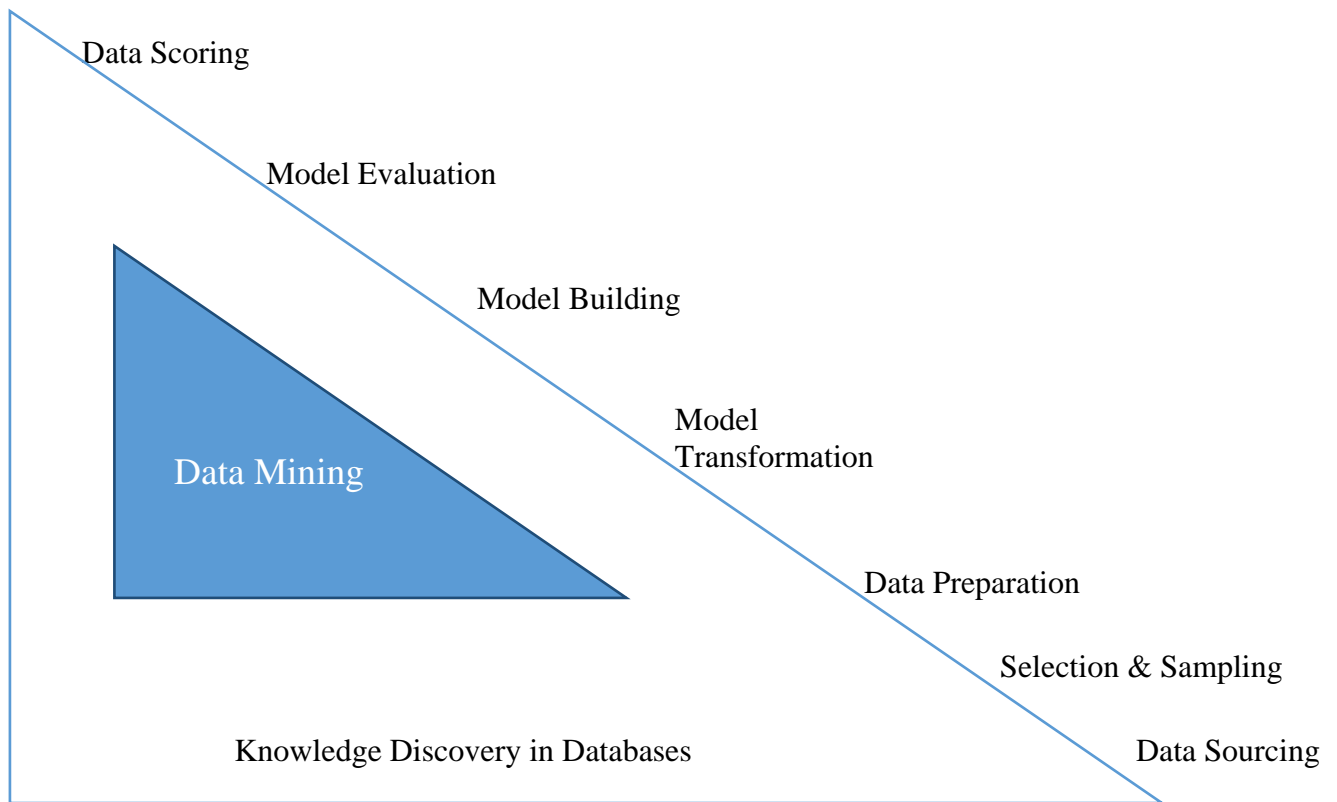 Data Scoring
Model Evaluation
Model Building
Model
Transformation
Data Mining
Data Preparation
Selection & Sampling
Knowledge Discovery in Databases
Data Sourcing